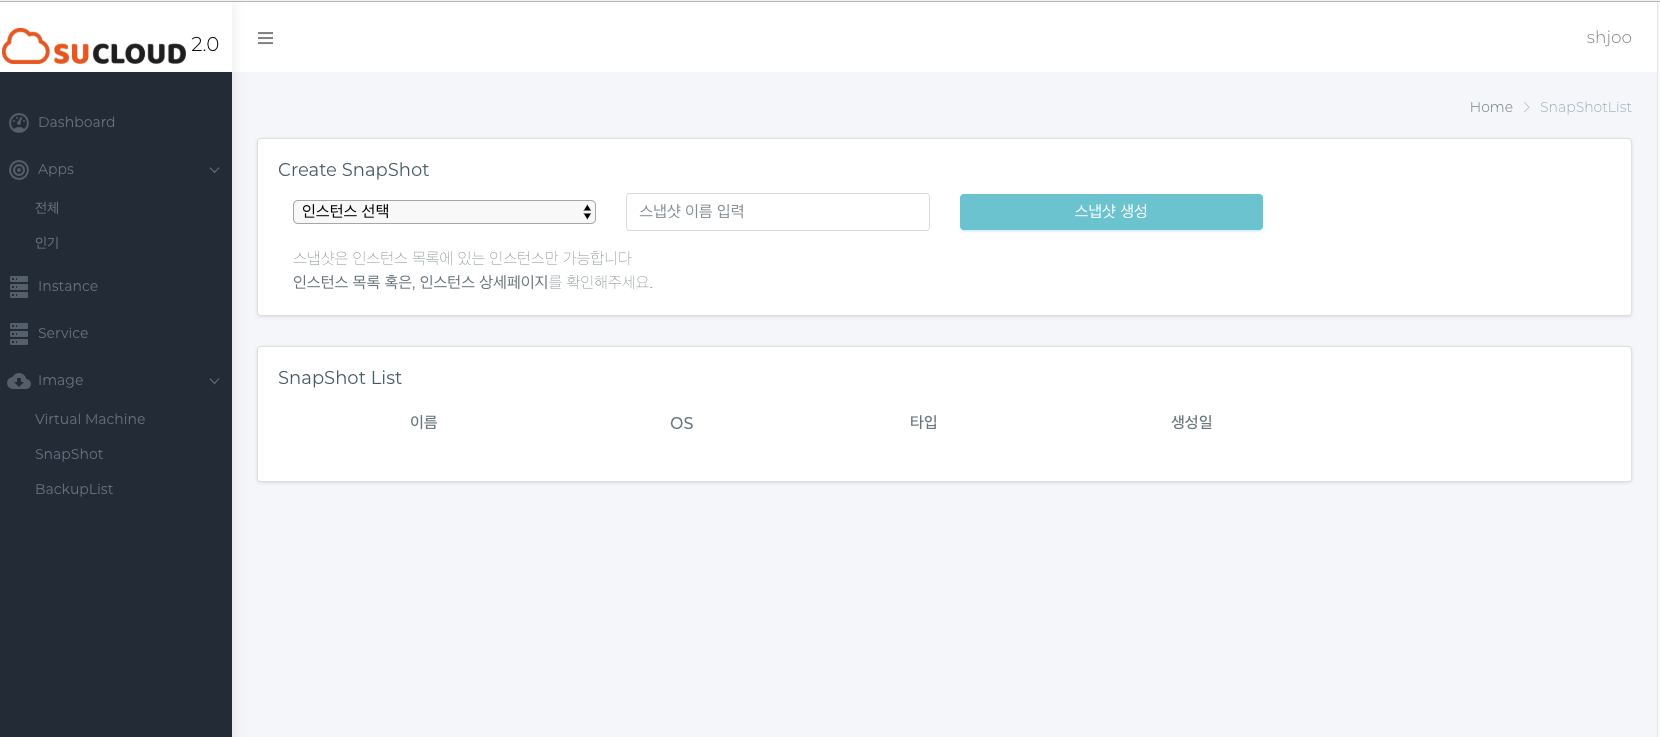 SUCLOUD 2.0
shjoo
Home > SnapShotList
Dashboard
Apps
전체
인기
Instance
Service
Image
Virtual Machine
SnapShot
BackupList
Create SnapShot
인스턴스 선택
스냅샷 이름 입력
스냅샷 생성
스냅샷은 인스턴스 목록에 있는 인스턴스만 가능합니다
인스턴스 목록 혹은, 인스턴스 상세페이지를 확인해주세요.
SnapShot List
이름 OS 타입 생성일